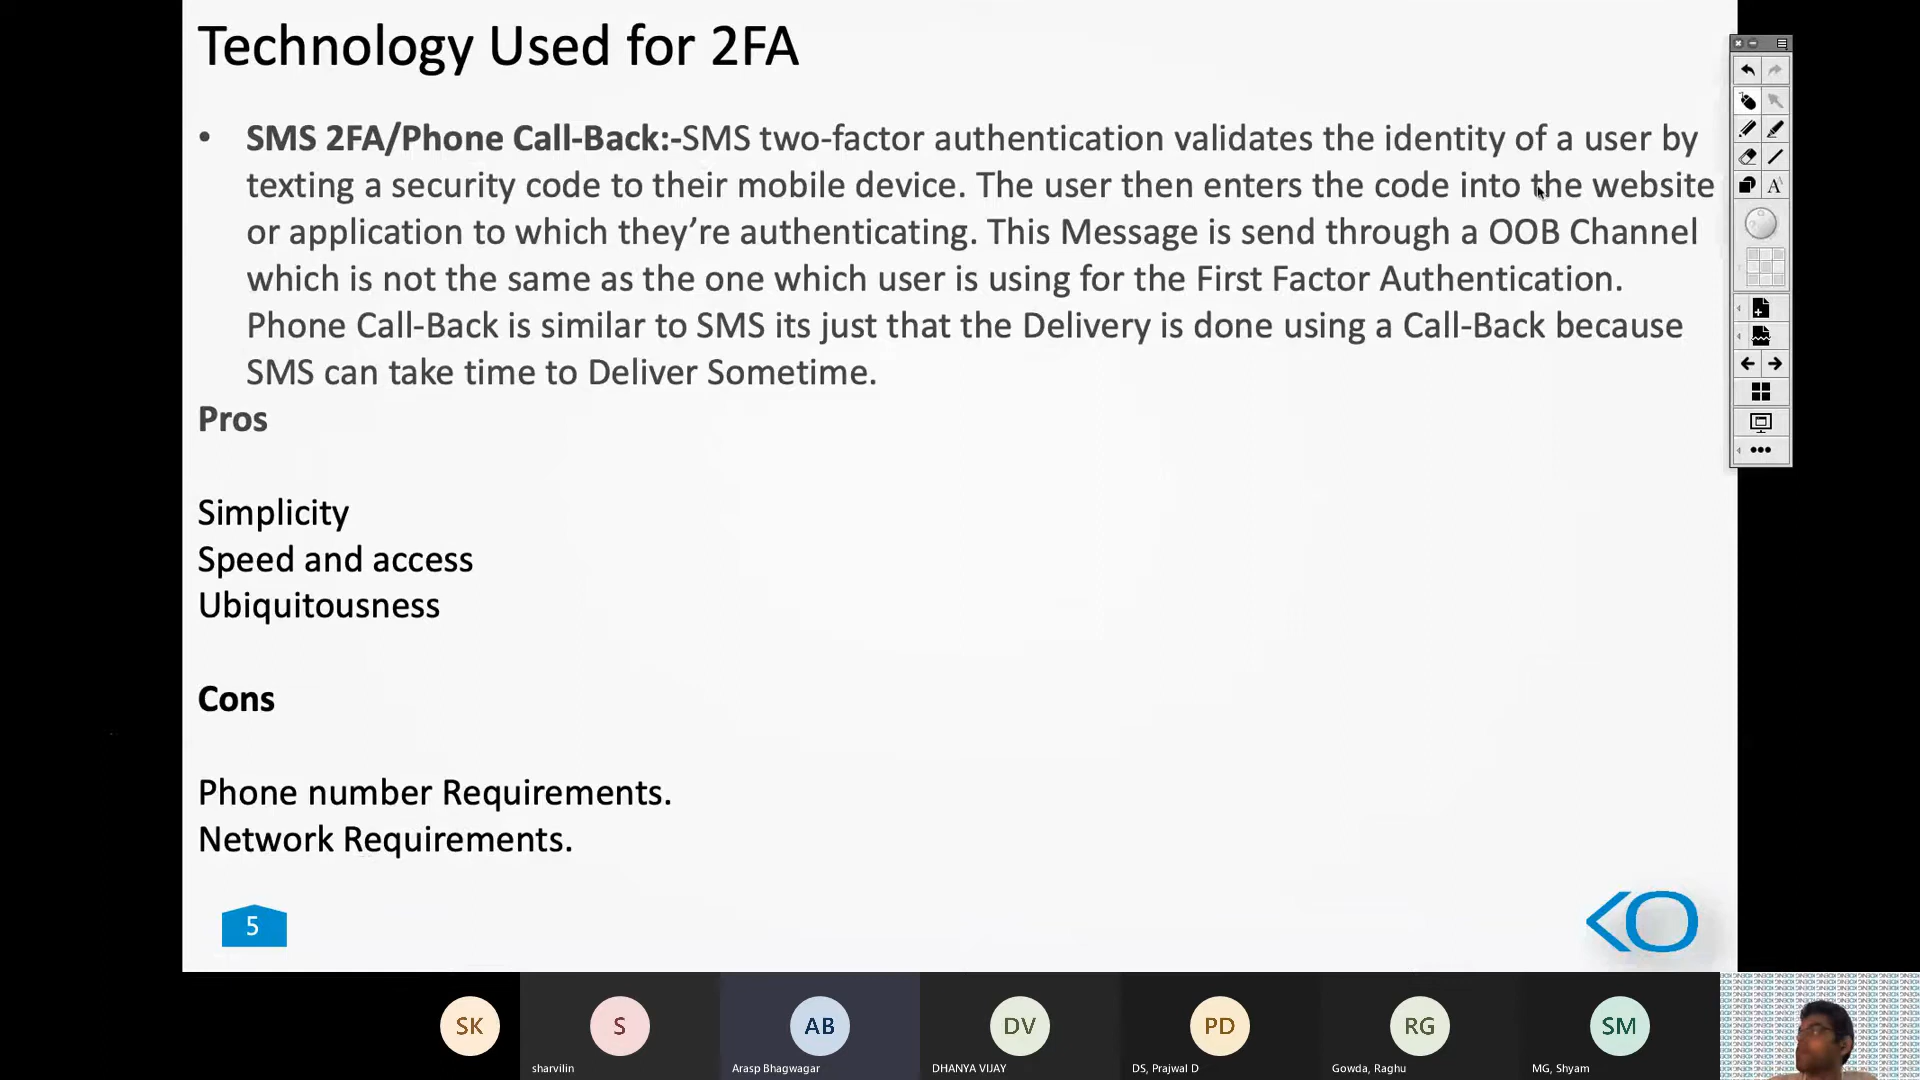 Technology Used for 2FA
• SMS 2FA/Phone Call-Back:-SMS two-factor authentication validates the identity of a user by
texting a security code to their mobile device. The user then enters the code into the website
or application to which they’re authenticating. This Message is send through a OOB Channel
which is not the same as the one which user is using for the First Factor Authentication.
Phone Call-Back is similar to SMS its just that the Delivery is done using a Call-Back because
SMS can take time to Deliver Sometime.
Pros
Simplicity
Speed and access
Ubiquitousness
Cons
Phone number Requirements.
Network Requirements.
5
SK
S
AB
DV
PD
RG
SM
sharvilin
Arasp Bhagwagar
DHANYA VIJAY
DS, Prajwal D
Gowda, Raghu
MG, Shyam